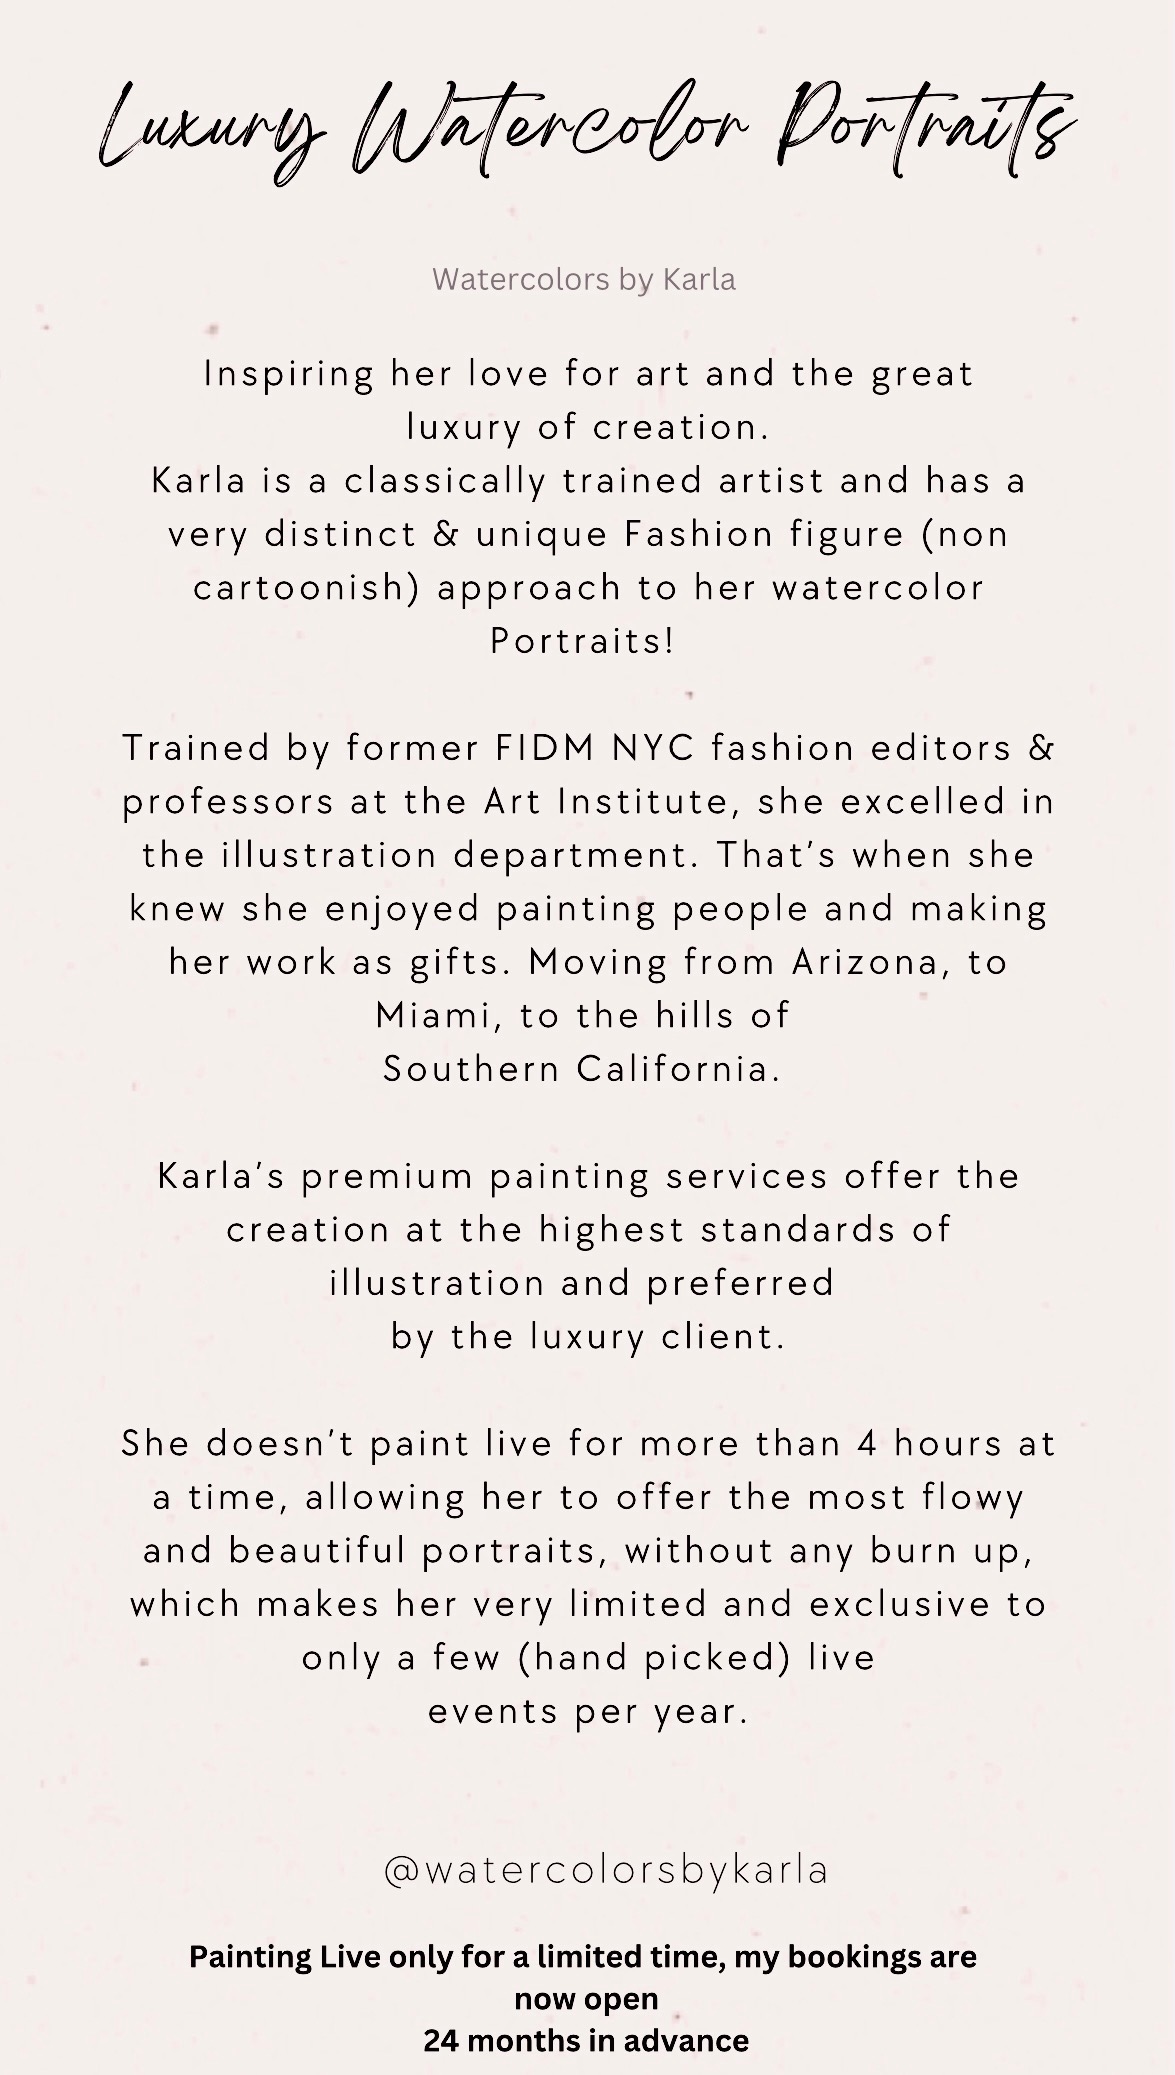 Luxury Watercolor Portraits
Watercolors by Karla
Inspiring her love for art and the great
luxury of creation.
Karla is a classically trained artist and has a
very distinct & unique Fashion figure (non
cartoonish) approach to her watercolor
Portraits!
Trained by former FIDM NYC fashion editors &
professors at the Art Institute, she excelled in
the illustration department. That's when she
knew she enjoyed painting people and making
her work as gifts. Moving from Arizona, to
Miami, to the hills of
Southern California.
Karla's premium painting services offer the
creation at the highest standards of
illustration and preferred
by the luxury client.
She doesn't paint live for more than 4 hours at
a time, allowing her to offer the most flowy
and beautiful portraits, without any burn up,
which makes her very limited and exclusive to
only a few (hand picked) live
events per year.
@watercolorsbykarla
Painting Live only for a limited time, my bookings are
now open
24 months in advance